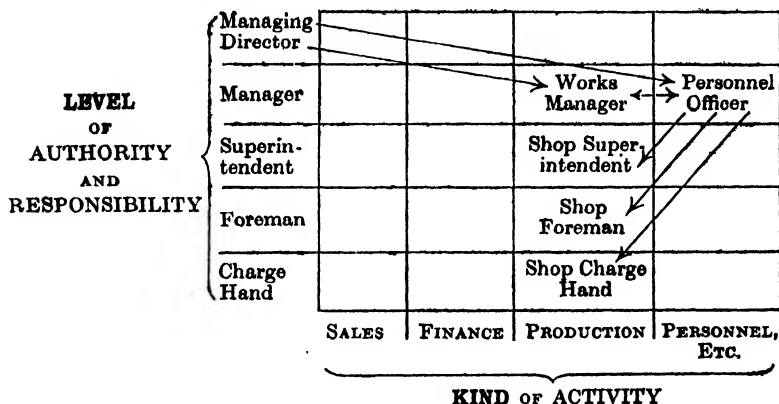 LEVEL
OF
AUTHORITY
AND
RESPONSIBILITY
Managing
Director
Manager
Superin-
tendent
Foreman
Charge
Hand
Works
Manager
Personnel
Officer
Shop Super-
intendent
Shop
Foreman
Shop Charge
Hand
SALES
FINANCE
PRODUCTION
PERSONNEL,
ETC.
KIND OF ACTIVITY